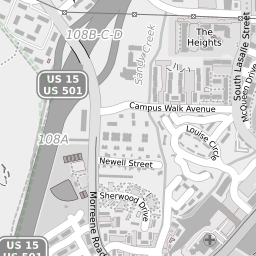 108B-C-D
Sandy Creek
The
Heights
South Lasalle Street
McQueen Drive
US 15
US 501
Campus Walk Avenue
108A
Louise Circle
Newell Street
Sherwood Drive
Morreene Road
US 15
US 501